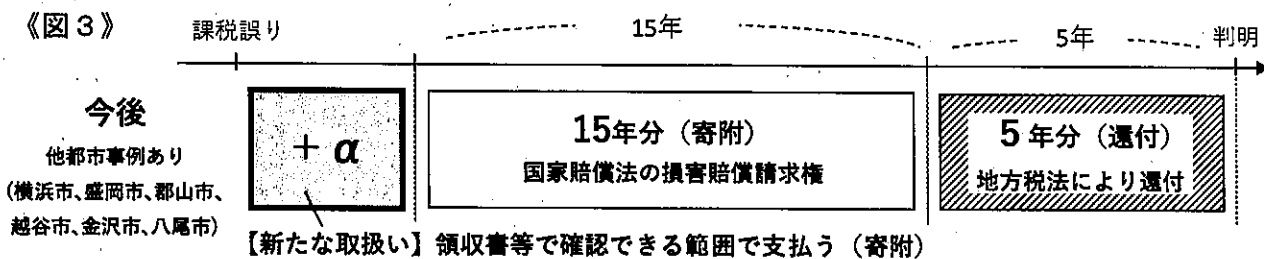 《図3》
課税誤り
15年
5年
判明
今後
他都市事例あり
(横浜市、盛岡市、郡山市、
越谷市、金沢市、八尾市)
+α
15年分(寄附)
国家賠償法の損害賠償請求権
5年分(還付)
地方税法により還付
【新たな取扱い】領収書等で確認できる範囲で支払う(寄附)